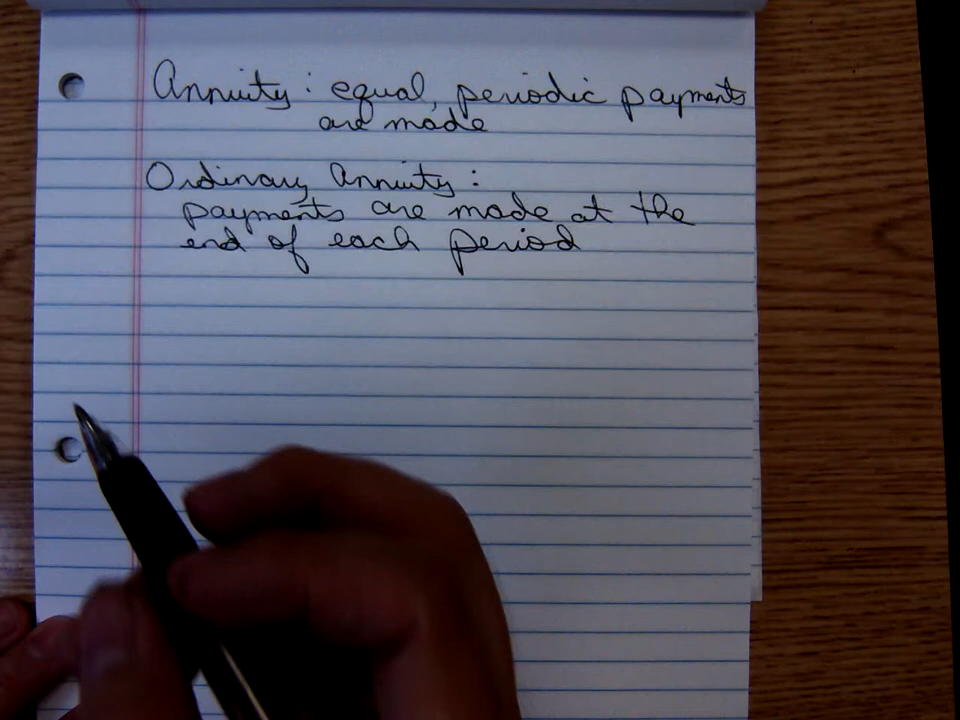 Annuity: equal, periodic payments
are made
Ordinary Annuity:
payments are made at the
end of each period